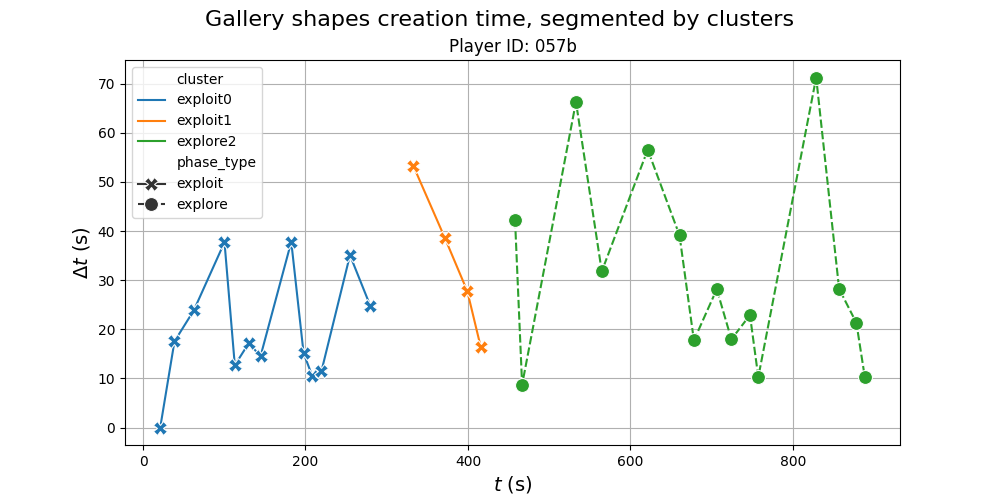 Gallery shapes creation time, segmented by clusters
Player ID: 057b
cluster
exploit0
exploit1
explore2
phase_type
exploit
explore
Δt (s)
70
60
50
40
30
20
10
0
0 200 400 600 800
t (s)